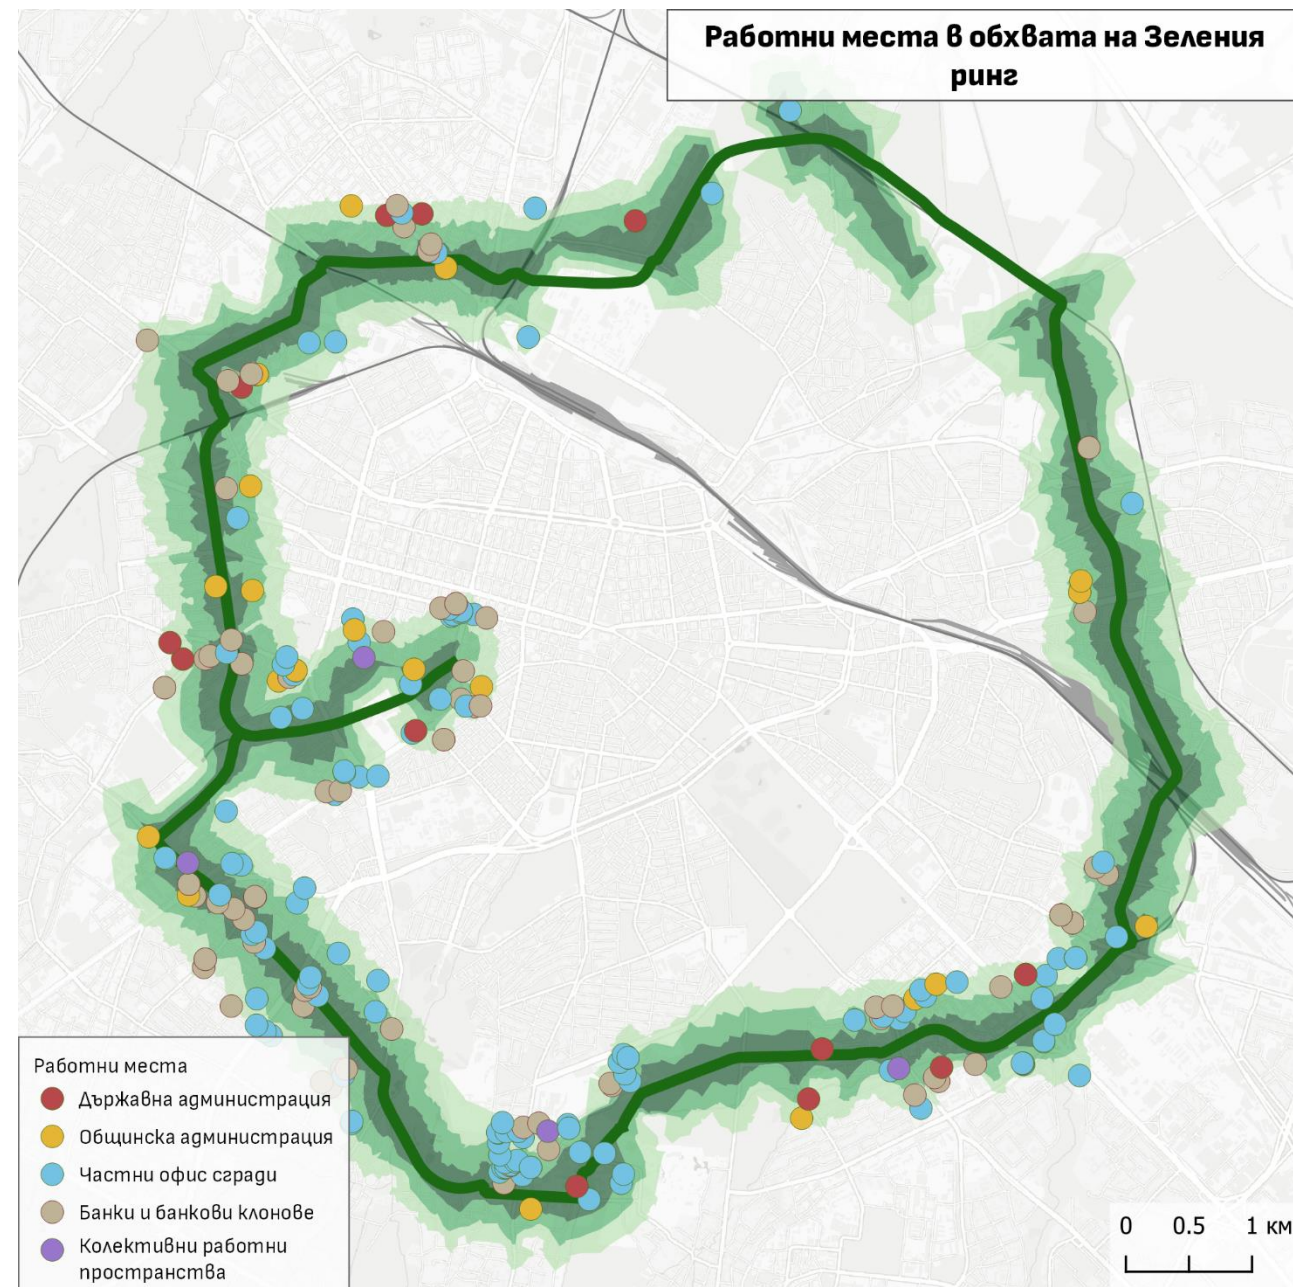 Работни места в обхвата на Зеления
ринг
Работни места
Държавна администрация
Общинска администрация
Частни офис сгради
Банки и банкови клонове
Колективни работни
пространства
0 0.5 1 км